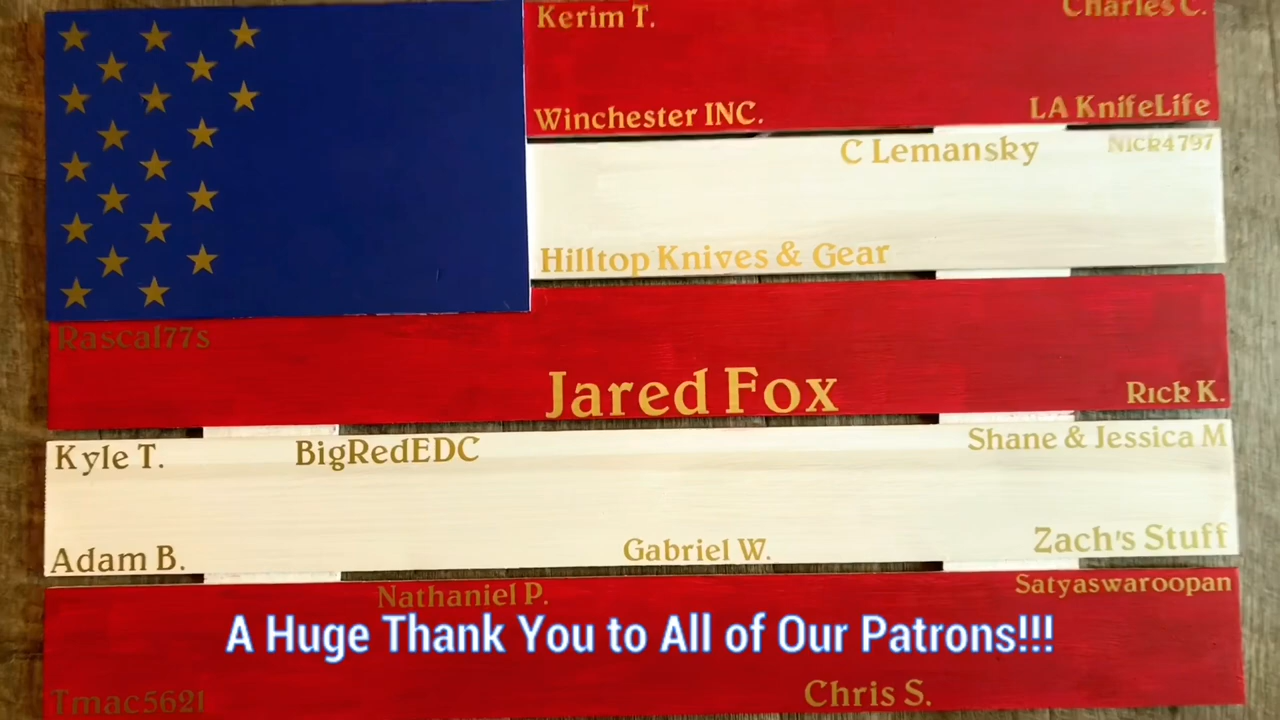 Kerim T.
Charles C.
Winchester INC.
LA KnifeLife
C Lemansky
Nick4797
Hilltop Knives & Gear
Rascal77s
Jared Fox
Rick K.
Kyle T.
BigRedEDC
Shane & Jessica M
Adam B.
Gabriel W.
Zach's Stuff
Nathaniel P.
Satyaswaroopan
A Huge Thank You to All of Our Patrons!!!
Tmac5621
Chris S.